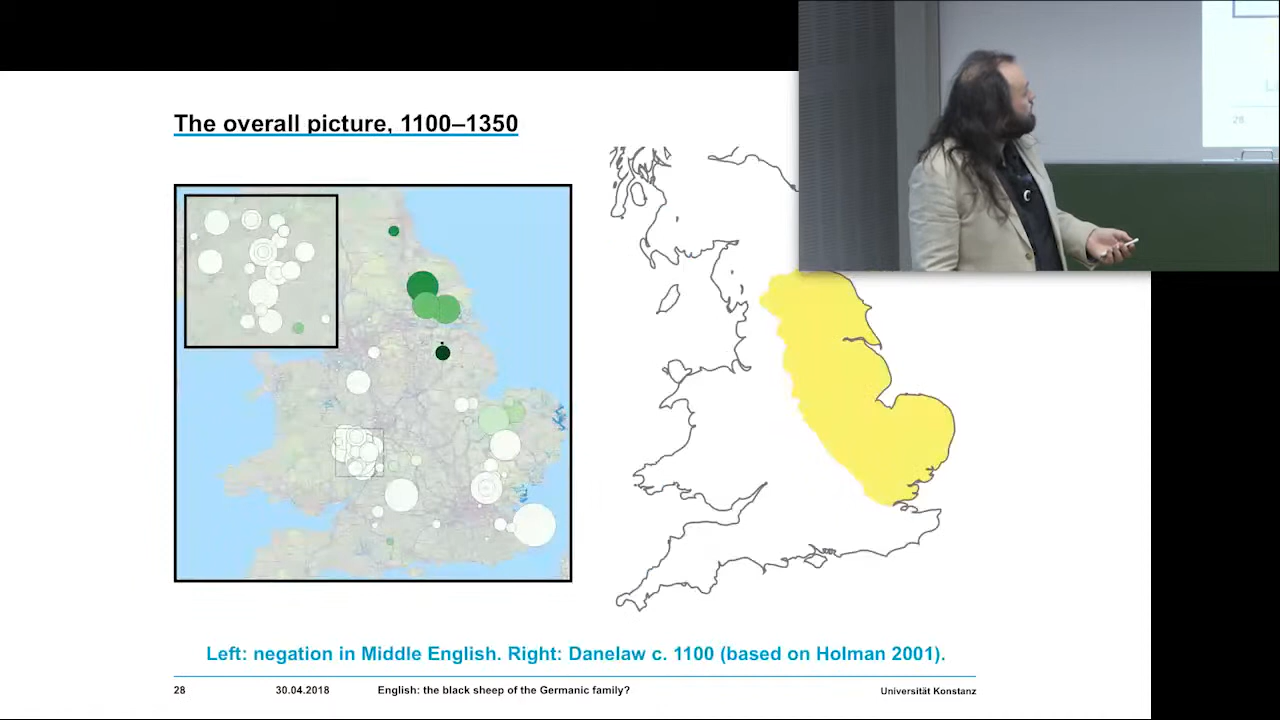 The overall picture, 1100–1350
28
Left: negation in Middle English. Right: Danelaw c. 1100 (based on Holman 2001).
28 30.04.2018 English: the black sheep of the Germanic family? Universität Konstanz